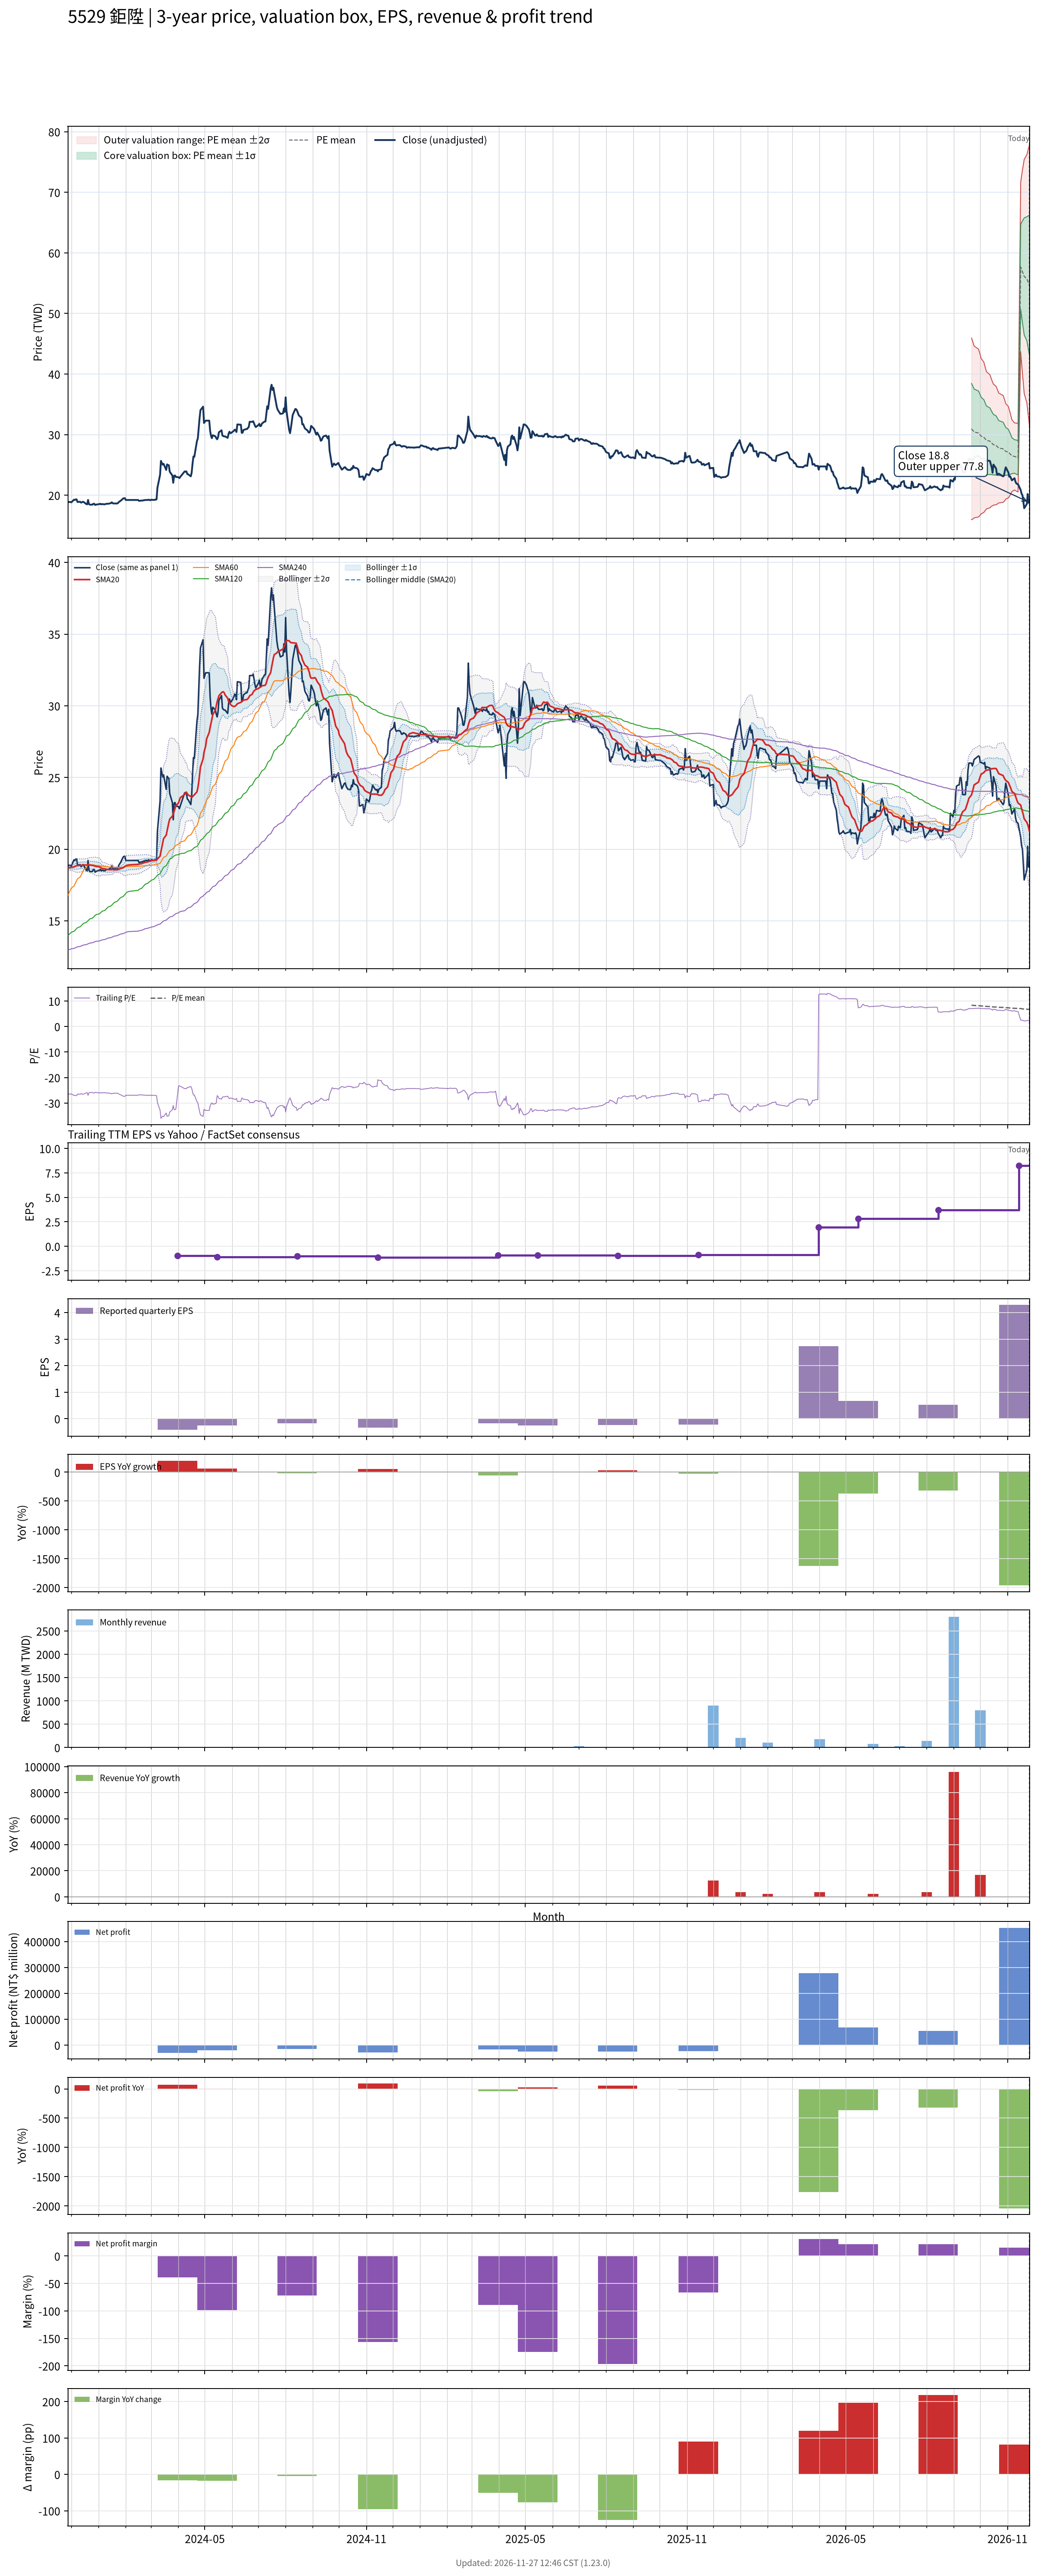 5529 鉅陞 | 3-year price, valuation box, EPS, revenue & profit trend
Outer valuation range: PE mean ±2σ
Core valuation box: PE mean ±1σ
PE mean
Close (unadjusted)
Today
80
70
60
50
40
30
20
Price (TWD)
Close 18.8
Outer upper 77.8
Close (same as panel 1)
SMA20
SMA60
SMA120
SMA240
Bollinger ±2σ
Bollinger ±1σ
Bollinger middle (SMA20)
40
35
30
25
20
15
Price
Trailing P/E
P/E mean
10
0
-10
-20
-30
P/E
Trailing TTM EPS vs Yahoo / FactSet consensus
Today
10.0
7.5
5.0
2.5
0.0
-2.5
EPS
Reported quarterly EPS
4
3
2
1
0
EPS
EPS YoY growth
0
-500
-1000
-1500
-2000
YoY (%)
Monthly revenue
2500
2000
1500
1000
500
0
Revenue (M TWD)
Revenue YoY growth
100000
80000
60000
40000
20000
0
YoY (%)
Month
Net profit
400000
300000
200000
100000
0
Net profit (NT$ million)
Net profit YoY
0
-500
-1000
-1500
-2000
YoY (%)
Net profit margin
0
-50
-100
-150
-200
Margin (%)
Margin YoY change
200
100
0
-100
Δ margin (pp)
2024-05
2024-11
2025-05
2025-11
2026-05
2026-11
Updated: 2026-11-27 12:46 CST (1.23.0)